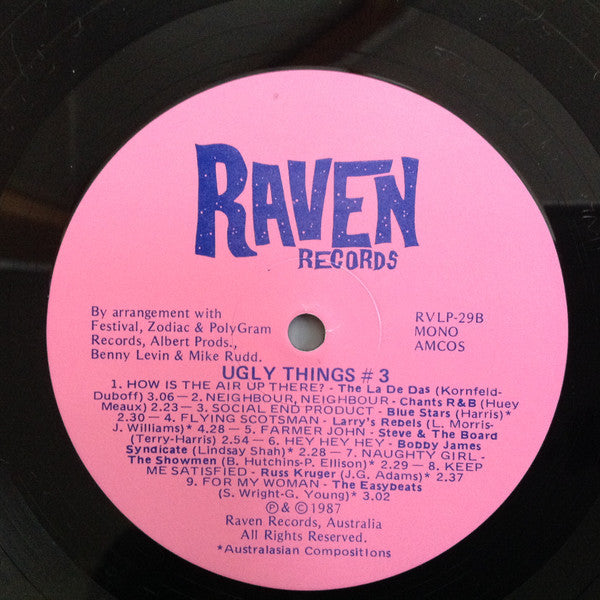 RAVEN
RECORDS
By arrangement with
Festival, Zodiac & PolyGram
Records, Albert Prods.,
Benny Levin & Mike Rudd.
RVLP-29B
MONO
AMCOS
UGLY THINGS #3
1. HOW IS THE AIR UP THERE? - The La De Das (Kornfeld-
Duboff) 3.06 — 2. NEIGHBOUR, NEIGHBOUR - Chants R&B (Huey
Meaux) 2.23 — 3. SOCIAL END PRODUCT - Blue Stars (Harris)*
2.30 — 4. FLYING SCOTSMAN - Larry's Rebels (L. Morris-
J. Williams)* 4.28 — 5. FARMER JOHN - Steve & The Board
(Terry-Harris) 2.54 — 6. HEY HEY HEY - Bobby James
Syndicate (Lindsay Shah)* 2.28 — 7. NAUGHTY GIRL -
The Showmen (B. Hutchins-P. Ellison)* 2.29 — 8. KEEP
ME SATISFIED - Russ Kruger (J.G. Adams)* 2.37
9. FOR MY WOMAN - The Easybeats
(S. Wright-G. Young)* 3.02
℗ & © 1987
Raven Records, Australia
All Rights Reserved.
*Australasian Compositions